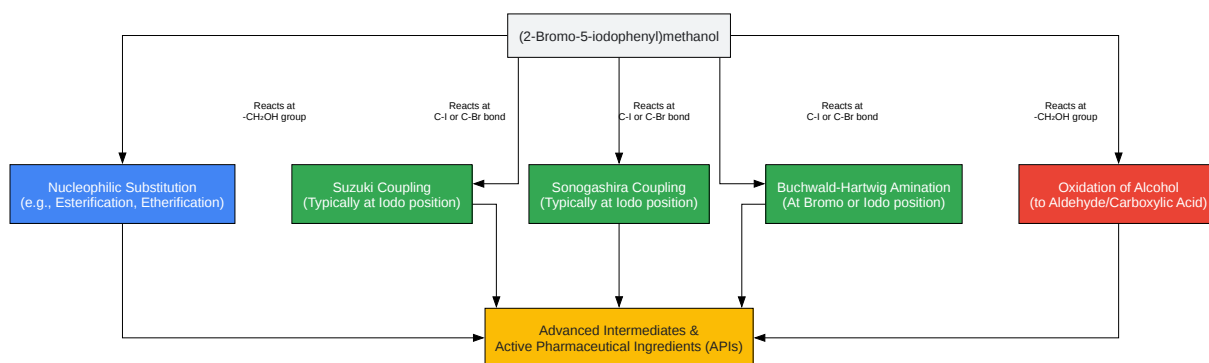 (2-Bromo-5-iodophenyl)methanol
Reacts at
-CH₂OH group
Reacts at
C-I or C-Br bond
Reacts at
C-I or C-Br bond
Reacts at
C-I or C-Br bond
Reacts at
-CH₂OH group
Nucleophilic Substitution
(e.g., Esterification, Etherification)
Suzuki Coupling
(Typically at Iodo position)
Sonogashira Coupling
(Typically at Iodo position)
Buchwald-Hartwig Amination
(At Bromo or Iodo position)
Oxidation of Alcohol
(to Aldehyde/Carboxylic Acid)
Advanced Intermediates &
Active Pharmaceutical Ingredients (APIs)